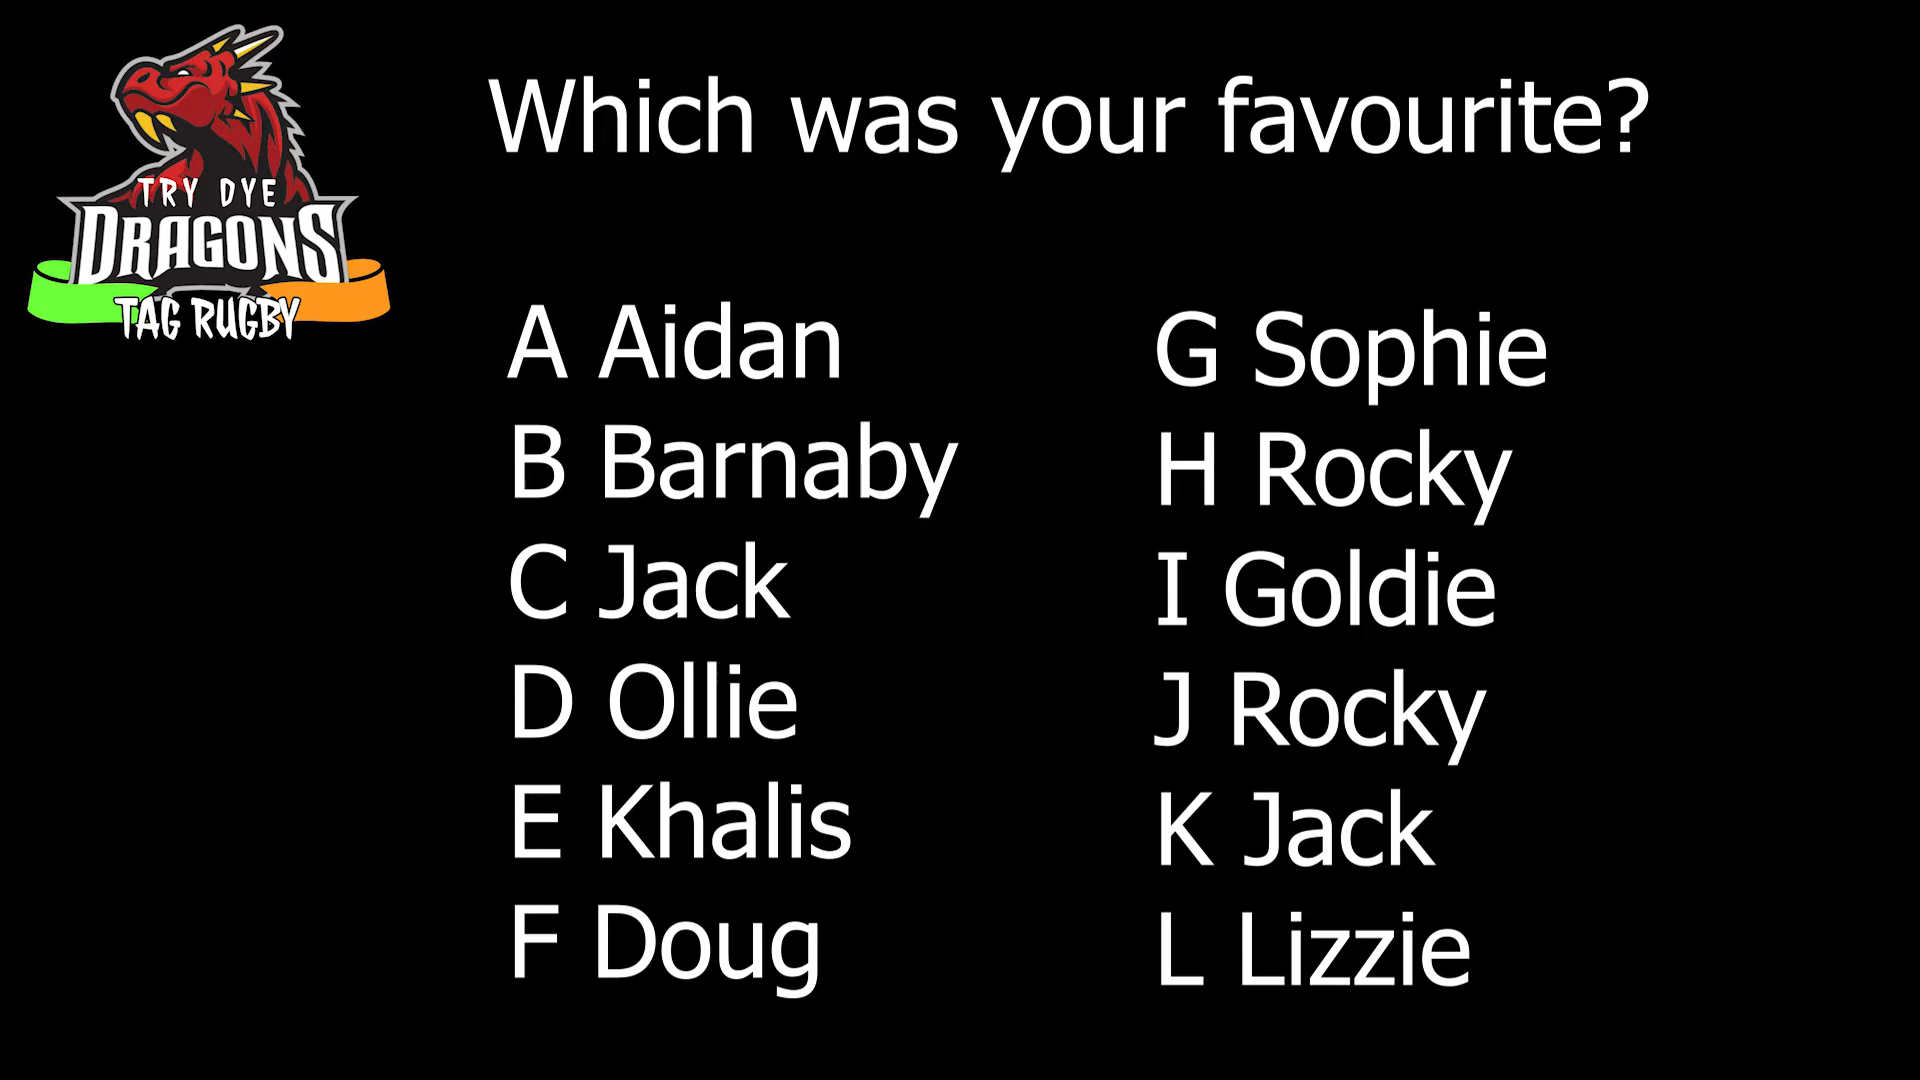 TRY DYE
DRAGONS
TAG RUGBY
Which was your favourite?
A Aidan
B Barnaby
C Jack
D Ollie
E Khalis
F Doug
G Sophie
H Rocky
I Goldie
J Rocky
K Jack
L Lizzie